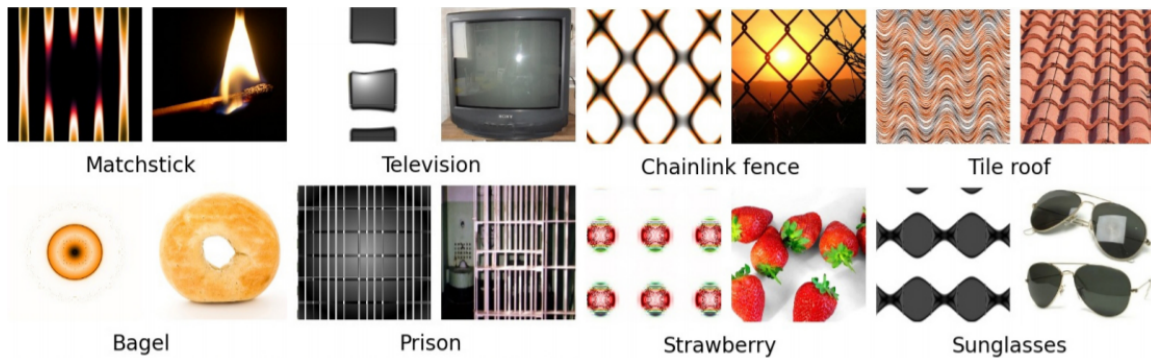 Matchstick
Television
Chainlink fence
Tile roof
Bagel
Prison
Strawberry
Sunglasses